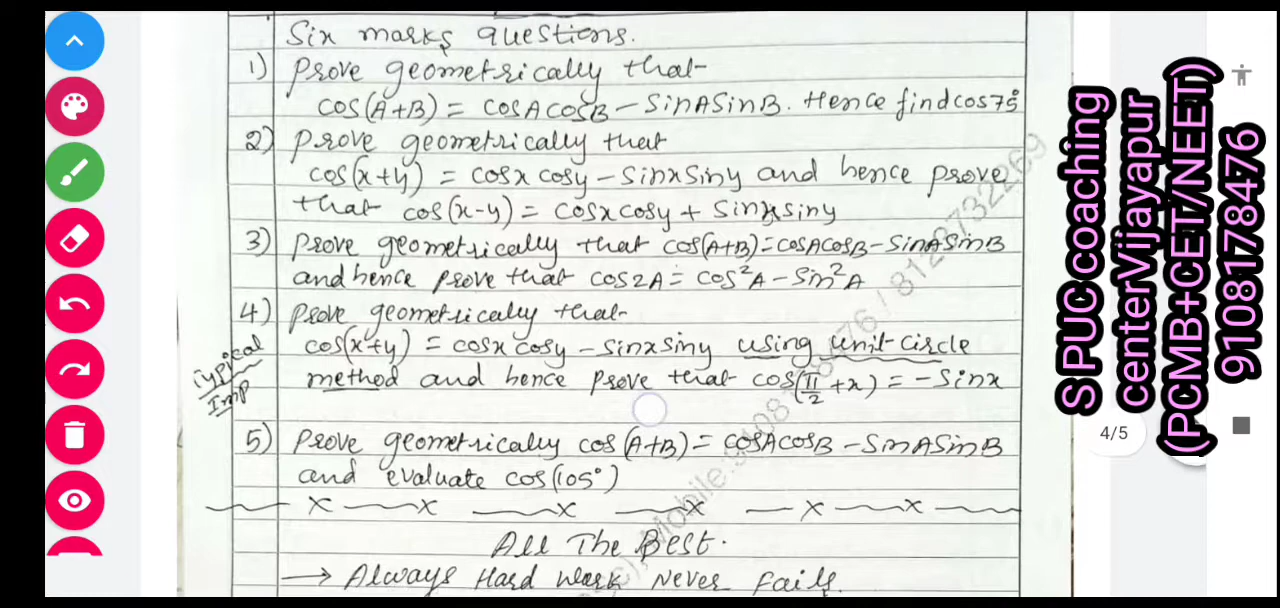 Six marks questions.
1) Prove geometrically that
cos(A+B) = cosAcosB - sinAsinB. Hence find cos75°
2) Prove geometrically that
cos(x+y) = cosx cosy - sinxsiny and hence prove
that cos(x-y) = cosxcosy + sinxsiny
3) Prove geometrically that cos(A+B)=cosAcosB-sinAsinB
and hence prove that cos2A = cos²A - sin²A
4) Prove geometrically that
cos(x+y) = cosx cosy - sinxsiny using unit circle
method and hence prove that cos(π/2 +x) = -sinx
Typical
Imp
5) Prove geometrically cos(A+B)= cosAcosB - sinAsinB
and evaluate cos(105°)
All The Best.
→ Always Hard work Never Fails.
4/5
S PUC coaching
centerVijayapur
(PCMB+CET/NEET)
9108178476